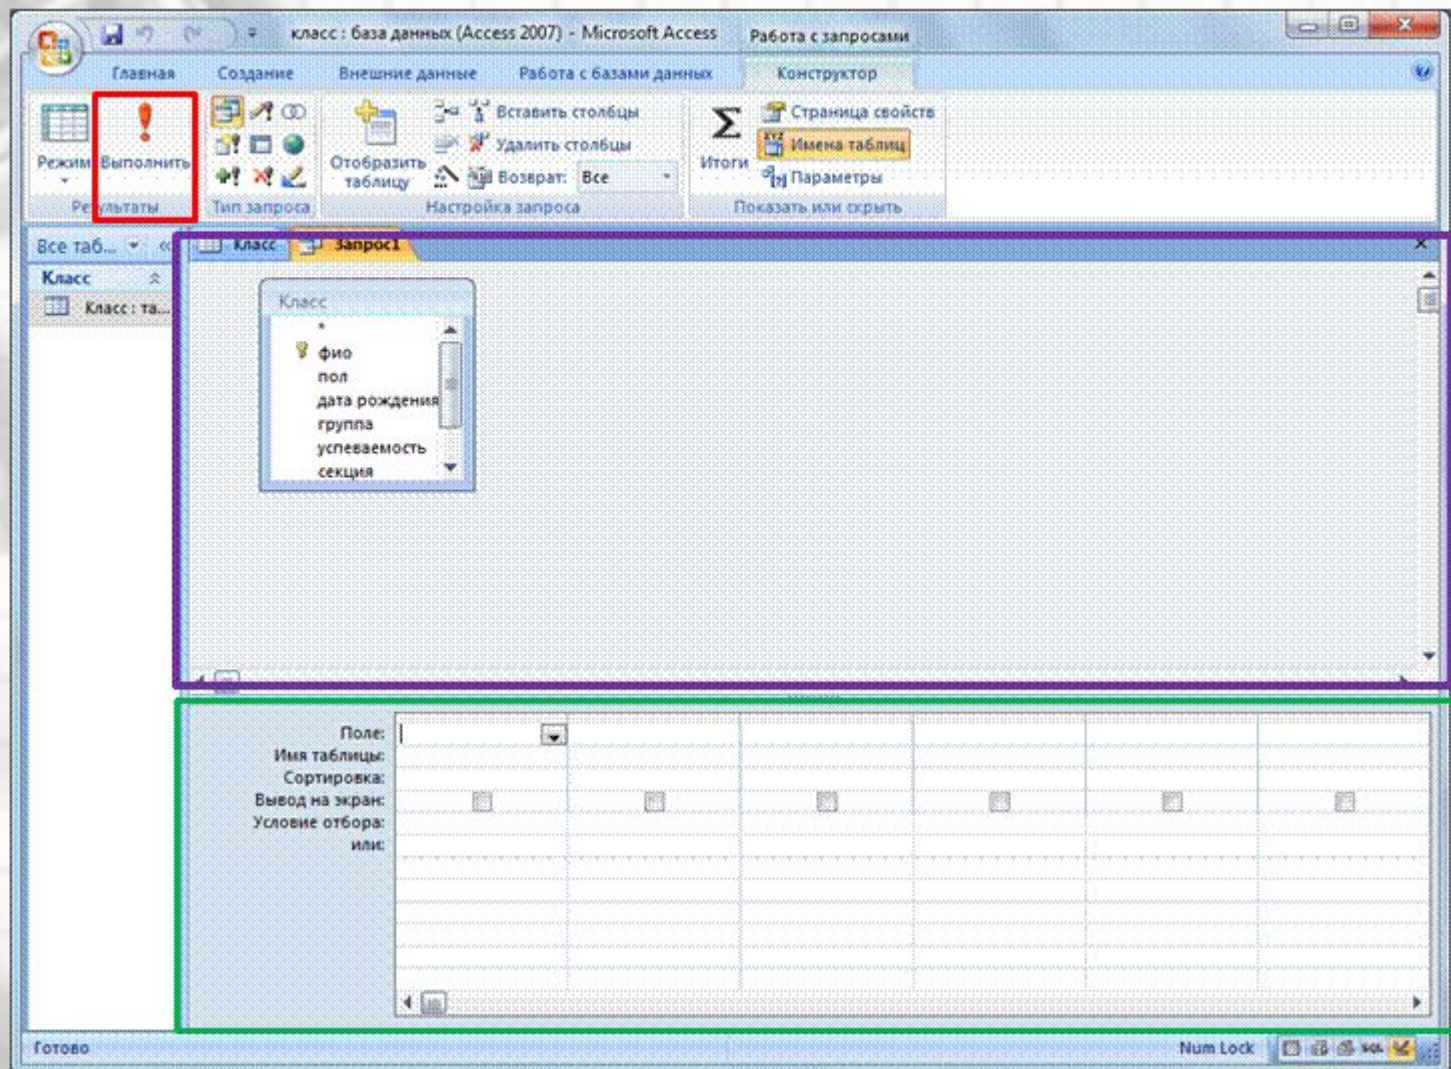 класс : база данных (Access 2007) - Microsoft Access
Работа с запросами
Главная
Создание
Внешние данные
Работа с базами данных
Конструктор
Режим
Выполнить
Отобразить таблицу
Вставить столбцы
Удалить столбцы
Возврат: Все
Итоги
Страница свойств
Имена таблиц
Параметры
Результаты
Тип запроса
Настройка запроса
Показать или скрыть
Все таб...
Класс
Запрос1
Класс
Класс : та...
Класс
*
фио
пол
дата рождения
группа
успеваемость
секция
Поле:
Имя таблицы:
Сортировка:
Вывод на экран:
Условие отбора:
или:
Готово
Num Lock
SQL